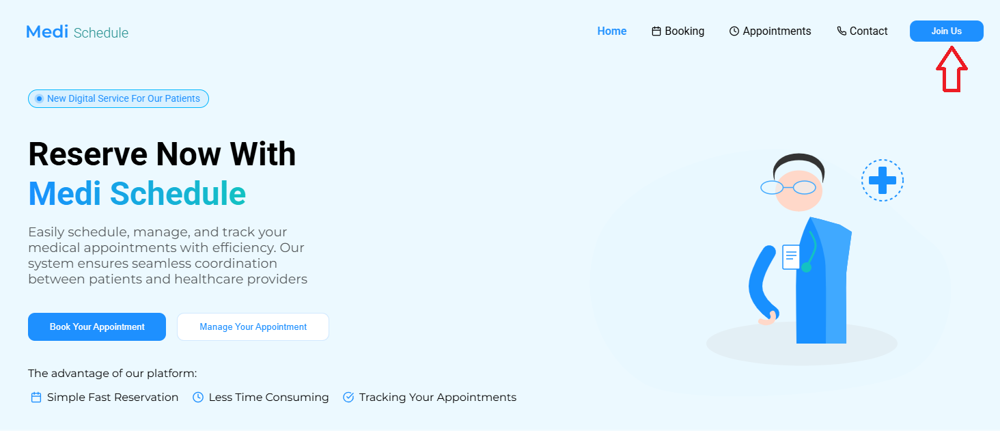 Medi Schedule
Home
Booking
Appointments
Contact
Join Us
New Digital Service For Our Patients
Reserve Now With
Medi Schedule
Easily schedule, manage, and track your
medical appointments with efficiency. Our
system ensures seamless coordination
between patients and healthcare providers
Book Your Appointment
Manage Your Appointment
The advantage of our platform:
Simple Fast Reservation
Less Time Consuming
Tracking Your Appointments